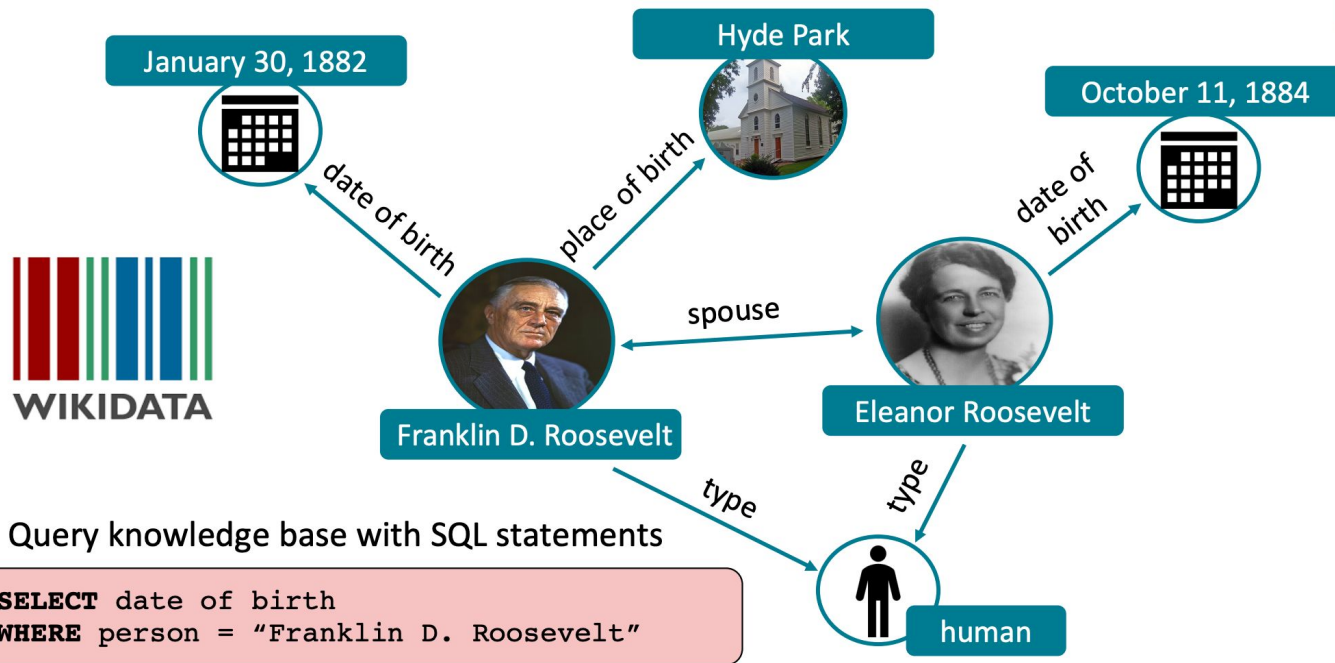 January 30, 1882
Hyde Park
October 11, 1884
date of birth
place of birth
date of
birth
spouse
WIKIDATA
Franklin D. Roosevelt
Eleanor Roosevelt
type
type
Query knowledge base with SQL statements
SELECT date of birth
WHERE person = “Franklin D. Roosevelt”
human